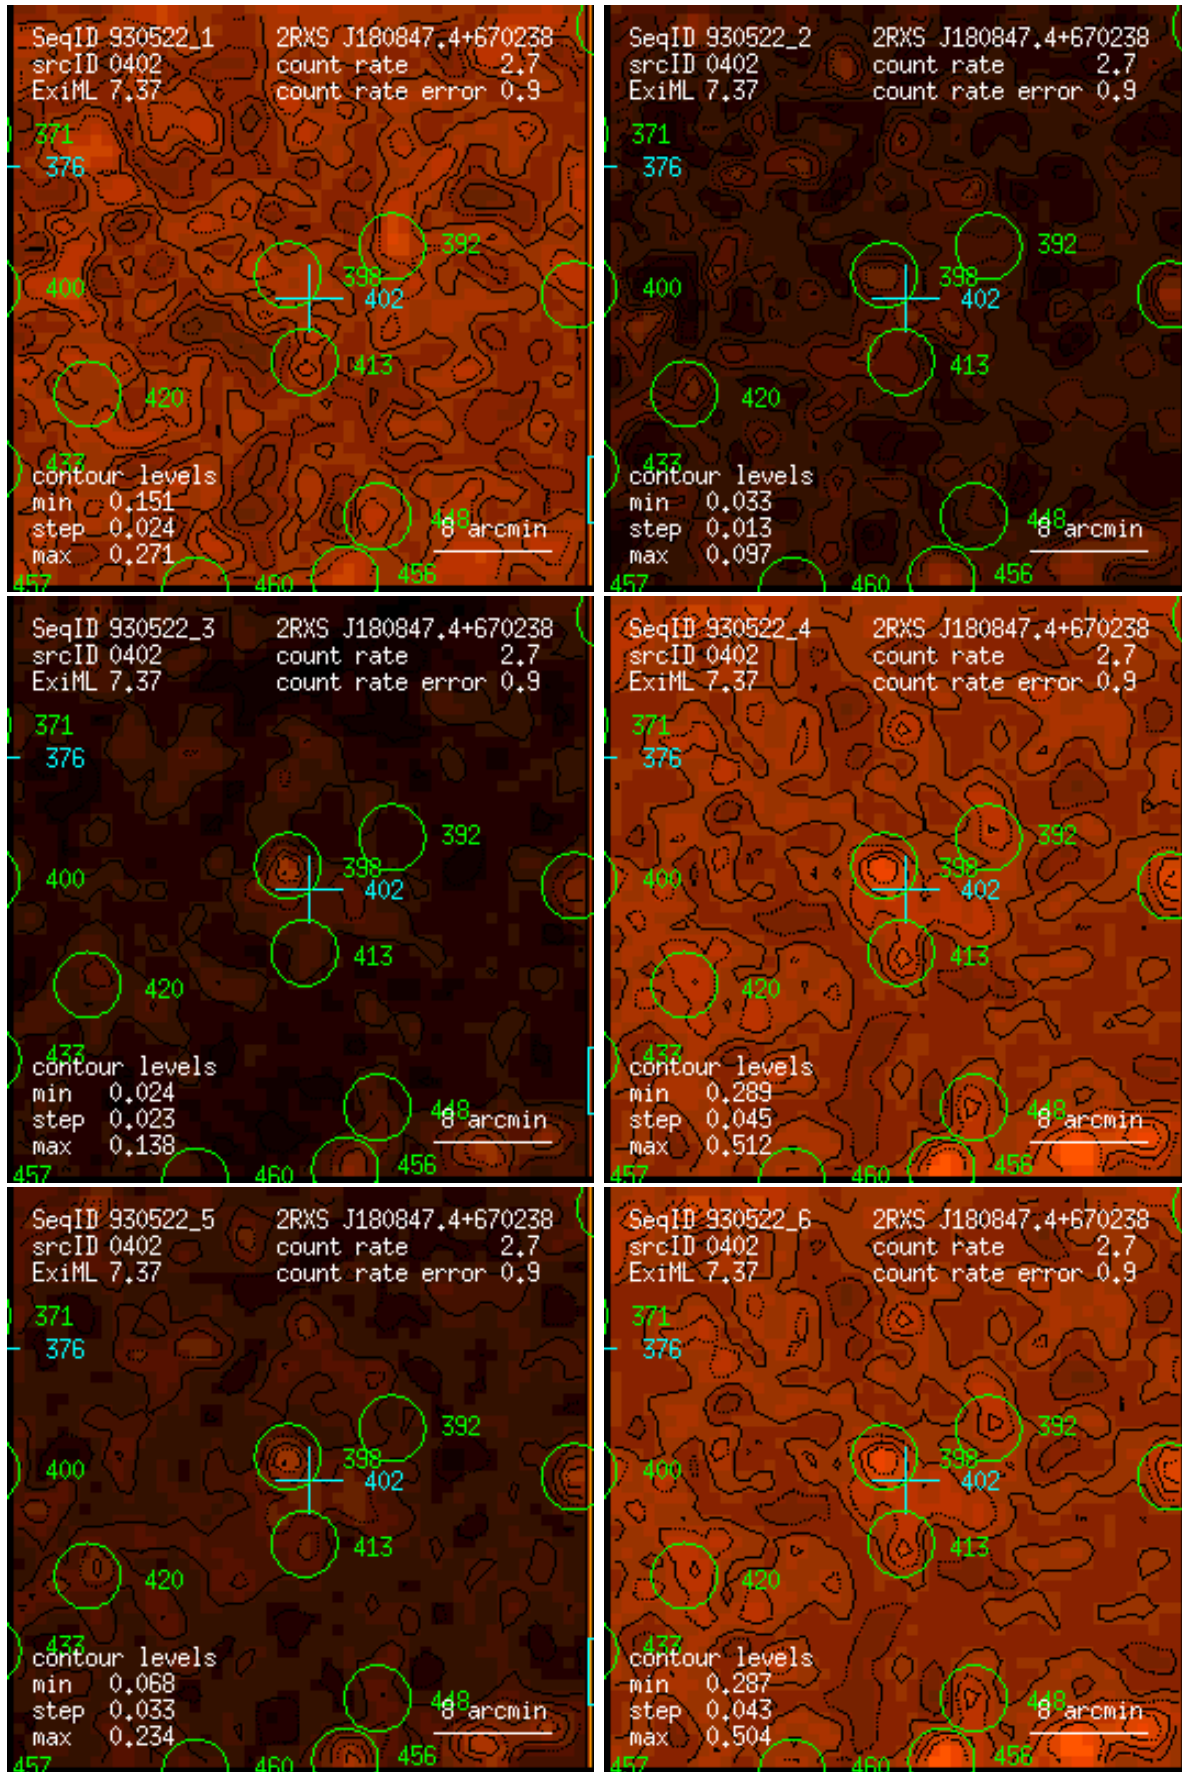 SeqID 930522_1 2RXS J180847.4+670238
srcID 0402 count rate 2.7
ExiML 7.37 count rate error 0.9
371
376
392
398
400 402
413
420
433
contour levels
min 0.151
step 0.024 448 8 arcmin
max 0.271
457 460 456
SeqID 930522_2 2RXS J180847.4+670238
srcID 0402 count rate 2.7
ExiML 7.37 count rate error 0.9
371
376
392
398
400 402
413
420
433
contour levels
min 0.033
step 0.013 448 8 arcmin
max 0.097
457 460 456
SeqID 930522_3 2RXS J180847.4+670238
srcID 0402 count rate 2.7
ExiML 7.37 count rate error 0.9
371
376
392
398
400 402
413
420
433
contour levels
min 0.024
step 0.023 448 8 arcmin
max 0.138
457 460 456
SeqID 930522_4 2RXS J180847.4+670238
srcID 0402 count rate 2.7
ExiML 7.37 count rate error 0.9
371
376
392
398
400 402
413
420
433
contour levels
min 0.289
step 0.045 448 8 arcmin
max 0.512
457 460 456
SeqID 930522_5 2RXS J180847.4+670238
srcID 0402 count rate 2.7
ExiML 7.37 count rate error 0.9
371
376
392
398
400 402
413
420
433
contour levels
min 0.068
step 0.033 448 8 arcmin
max 0.234
457 460 456
SeqID 930522_6 2RXS J180847.4+670238
srcID 0402 count rate 2.7
ExiML 7.37 count rate error 0.9
371
376
392
398
400 402
413
420
433
contour levels
min 0.287
step 0.043 448 8 arcmin
max 0.504
457 460 456